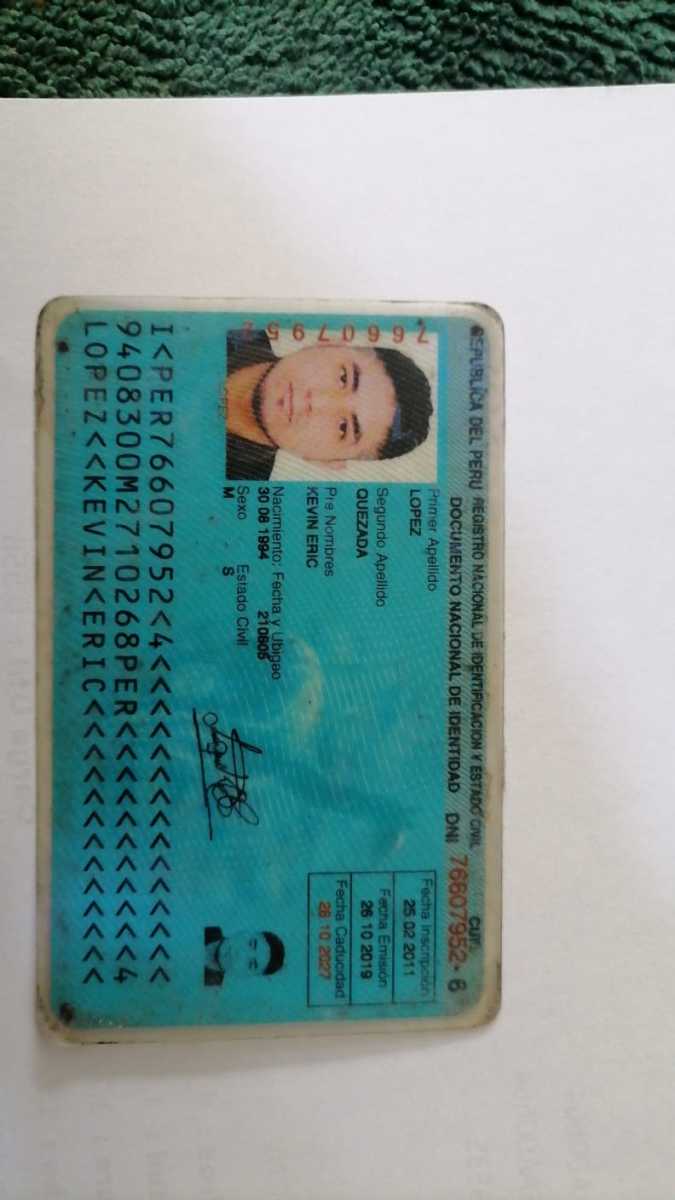 REPUBLICA DEL PERU REGISTRO NACIONAL DE IDENTIFICACION Y ESTADO CIVIL
DOCUMENTO NACIONAL DE IDENTIDAD DNI 76607952 - 6
CUI
Primer Apellido
LOPEZ
Segundo Apellido
QUEZADA
Pre Nombres
KEVIN ERIC
Nacimiento: Fecha y Ubigeo
30 08 1994 210605
Sexo Estado Civil
M S
Fecha Inscripción
25 02 2011
Fecha Emisión
26 10 2019
Fecha Caducidad
26 10 2027
76607952
I<PER76607952<4<<<<<<<<<<<<<<<
9408300M2710268PER<<<<<<<<<<<4
LOPEZ<<KEVIN<ERIC<<<<<<<<<<<<<